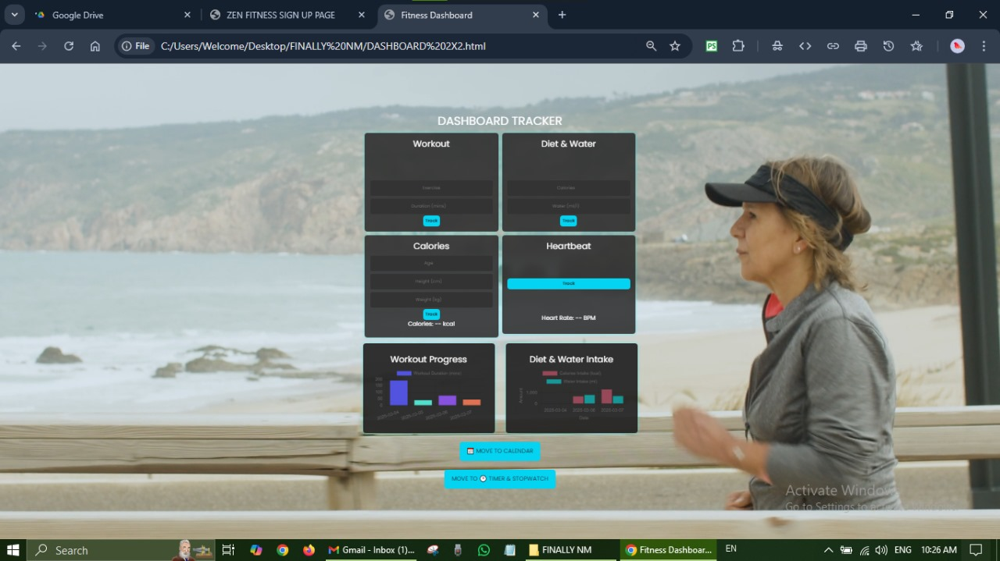 Google Drive
ZEN FITNESS SIGN UP PAGE
Fitness Dashboard
File
C:/Users/Welcome/Desktop/FINALLY%20NM/DASHBOARD%202X2.html
PS
DASHBOARD TRACKER
Workout
Exercise
Duration (mins)
Track
Diet & Water
Calories
Water (ml)
Track
Calories
Age
Height (cm)
Weight (kg)
Track
Calories: -- kcal
Heartbeat
Track
Heart Rate: -- BPM
Workout Progress
Workout Duration (mins)
200
150
100
50
0
2025-03-04 2025-03-05 2025-03-06 2025-03-07
Diet & Water Intake
Calories Intake (kcal)
Water Intake (ml)
Amount
1,000
0
2025-03-04 2025-03-06 2025-03-07
Date
MOVE TO CALENDAR
MOVE TO TIMER & STOPWATCH
Activate Windows
Go to Settings to activate Windows.
Search
Gmail - Inbox (1)...
FINALLY NM
Fitness Dashboar...
EN
ENG
10:26 AM